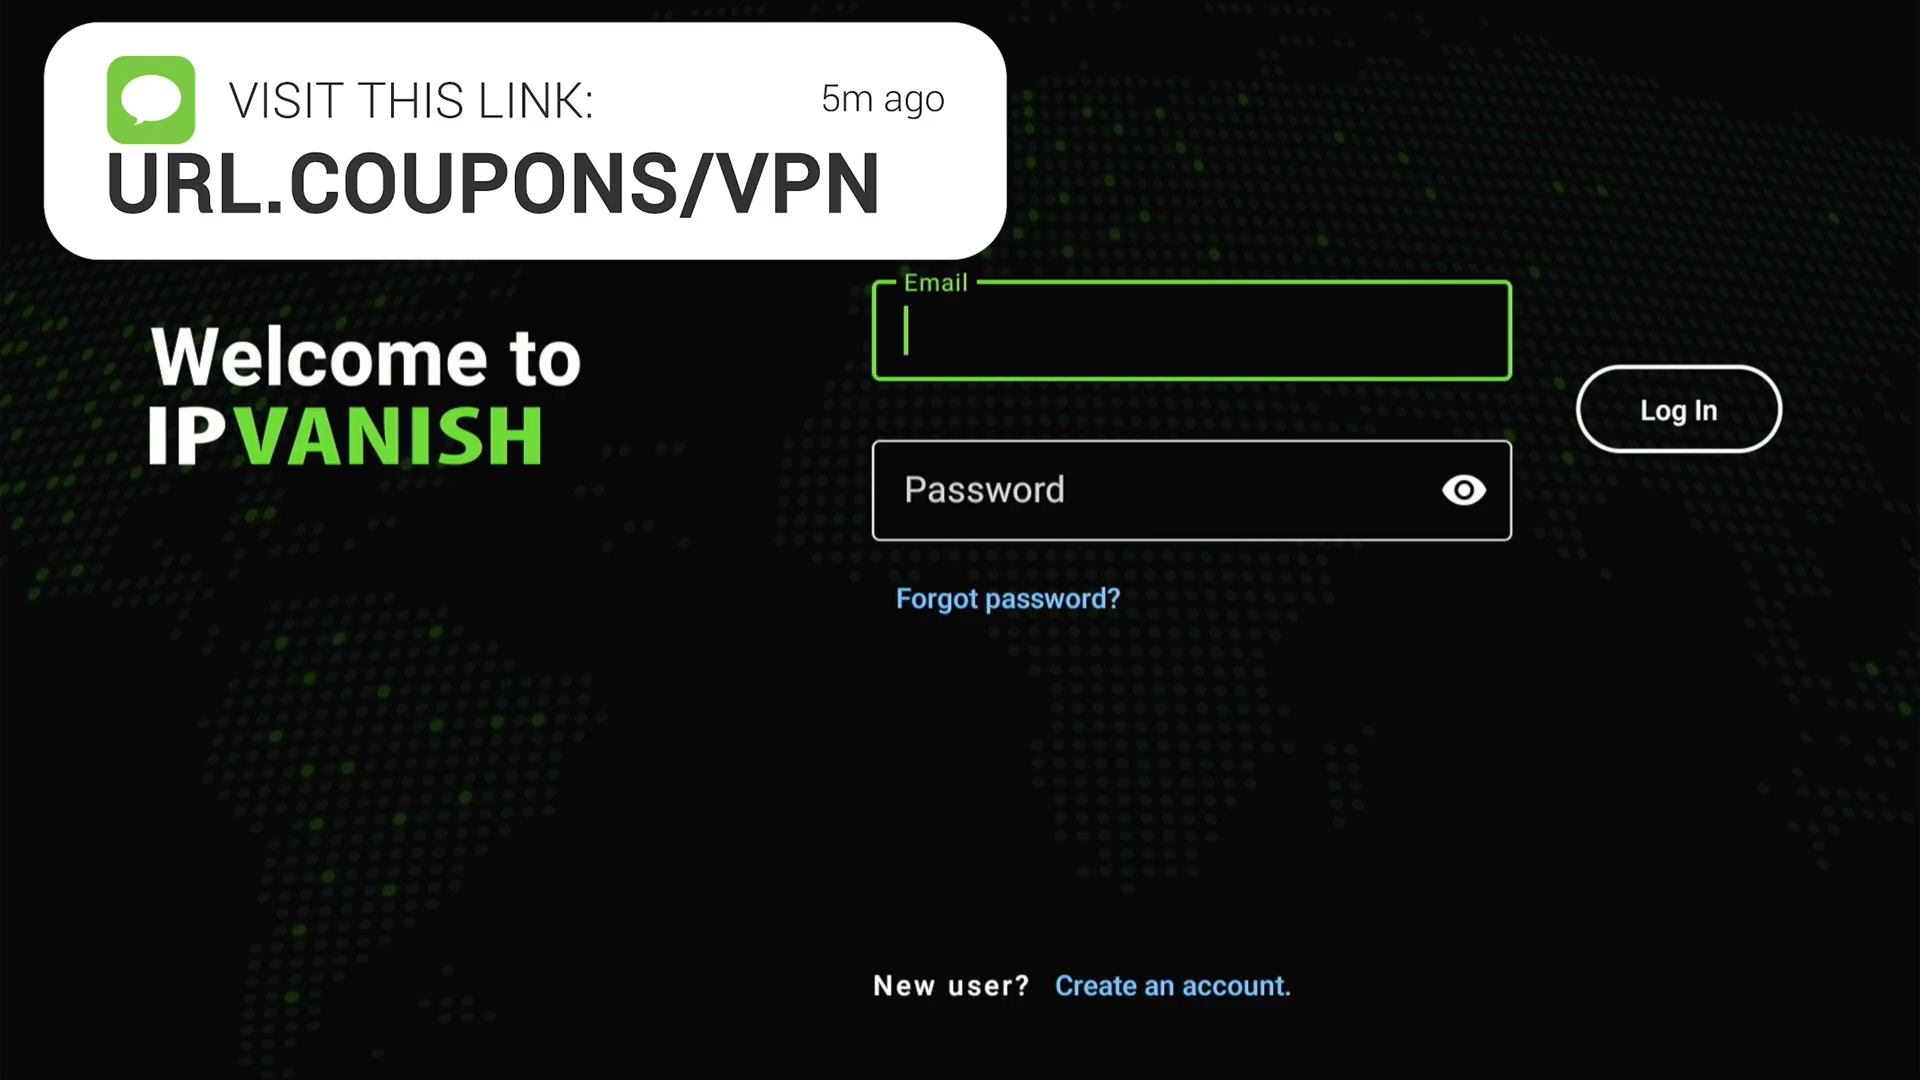 VISIT THIS LINK:
5m ago
URL.COUPONS/VPN
Welcome to
IPVANISH
Email
Password
Log In
Forgot password?
New user? Create an account.